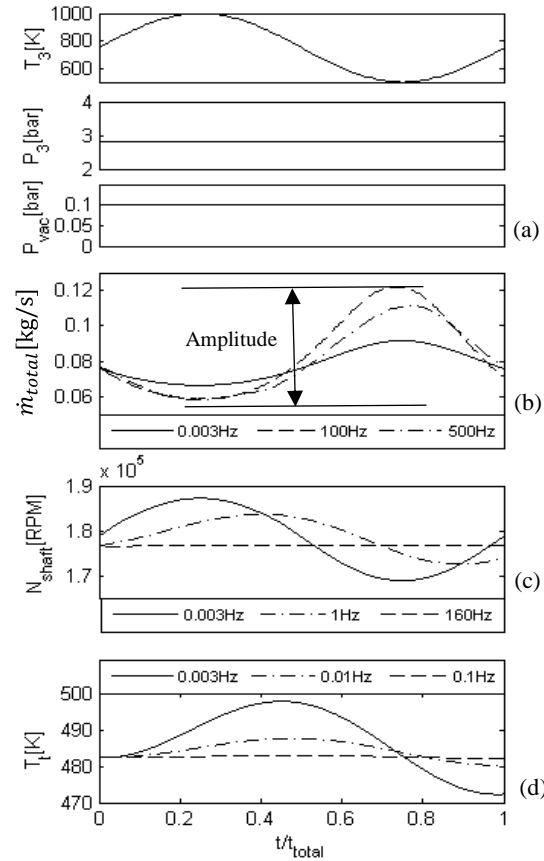 1000
800
600
T3[K]
4
3
2
P3[bar]
0.1
0.05
0
Pvac[bar]
(a)
0.12
0.1
0.08
0.06
ṁtotal[kg/s]
Amplitude
(b)
0.003Hz 100Hz 500Hz
x 10^5
1.9
1.8
1.7
Nshaft[RPM]
(c)
0.003Hz 1Hz 160Hz
0.003Hz 0.01Hz 0.1Hz
500
490
480
470
Tt[K]
(d)
0 0.2 0.4 0.6 0.8 1
t/ttotal